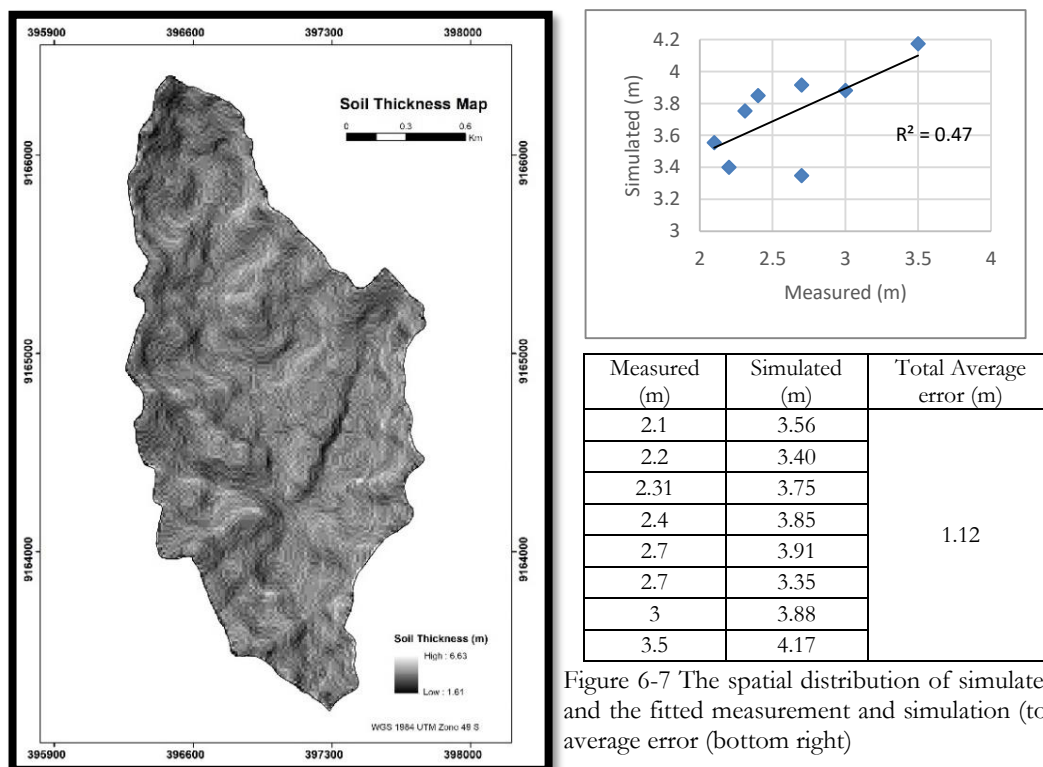 395900 396600 397300 398000
Soil Thickness Map
0 0.3 0.6
Km
9166000 9166000
9165000 9165000
9164000 9164000
Soil Thickness (m)
High : 6.63
Low : 1.61
WGS 1984 UTM Zone 49 S
395900 396600 397300 398000
4.2
4
3.8
3.6
3.4
3.2
3
Simulated (m)
R² = 0.47
2 2.5 3 3.5 4
Measured (m)
Measured (m) Simulated (m) Total Average error (m)
2.1 3.56
2.2 3.40
2.31 3.75
2.4 3.85
2.7 3.91
1.12
2.7 3.35
3 3.88
3.5 4.17
Figure 6-7 The spatial distribution of simulate
and the fitted measurement and simulation (to
average error (bottom right)